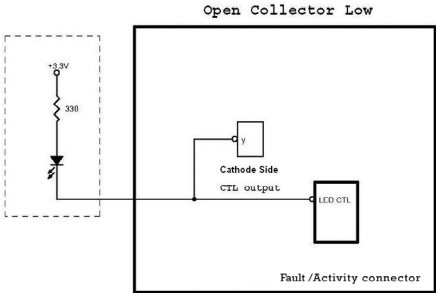 Open Collector Low
+3.3V
330
y
Cathode Side
CTL output
LED CTL
Fault/Activity connector